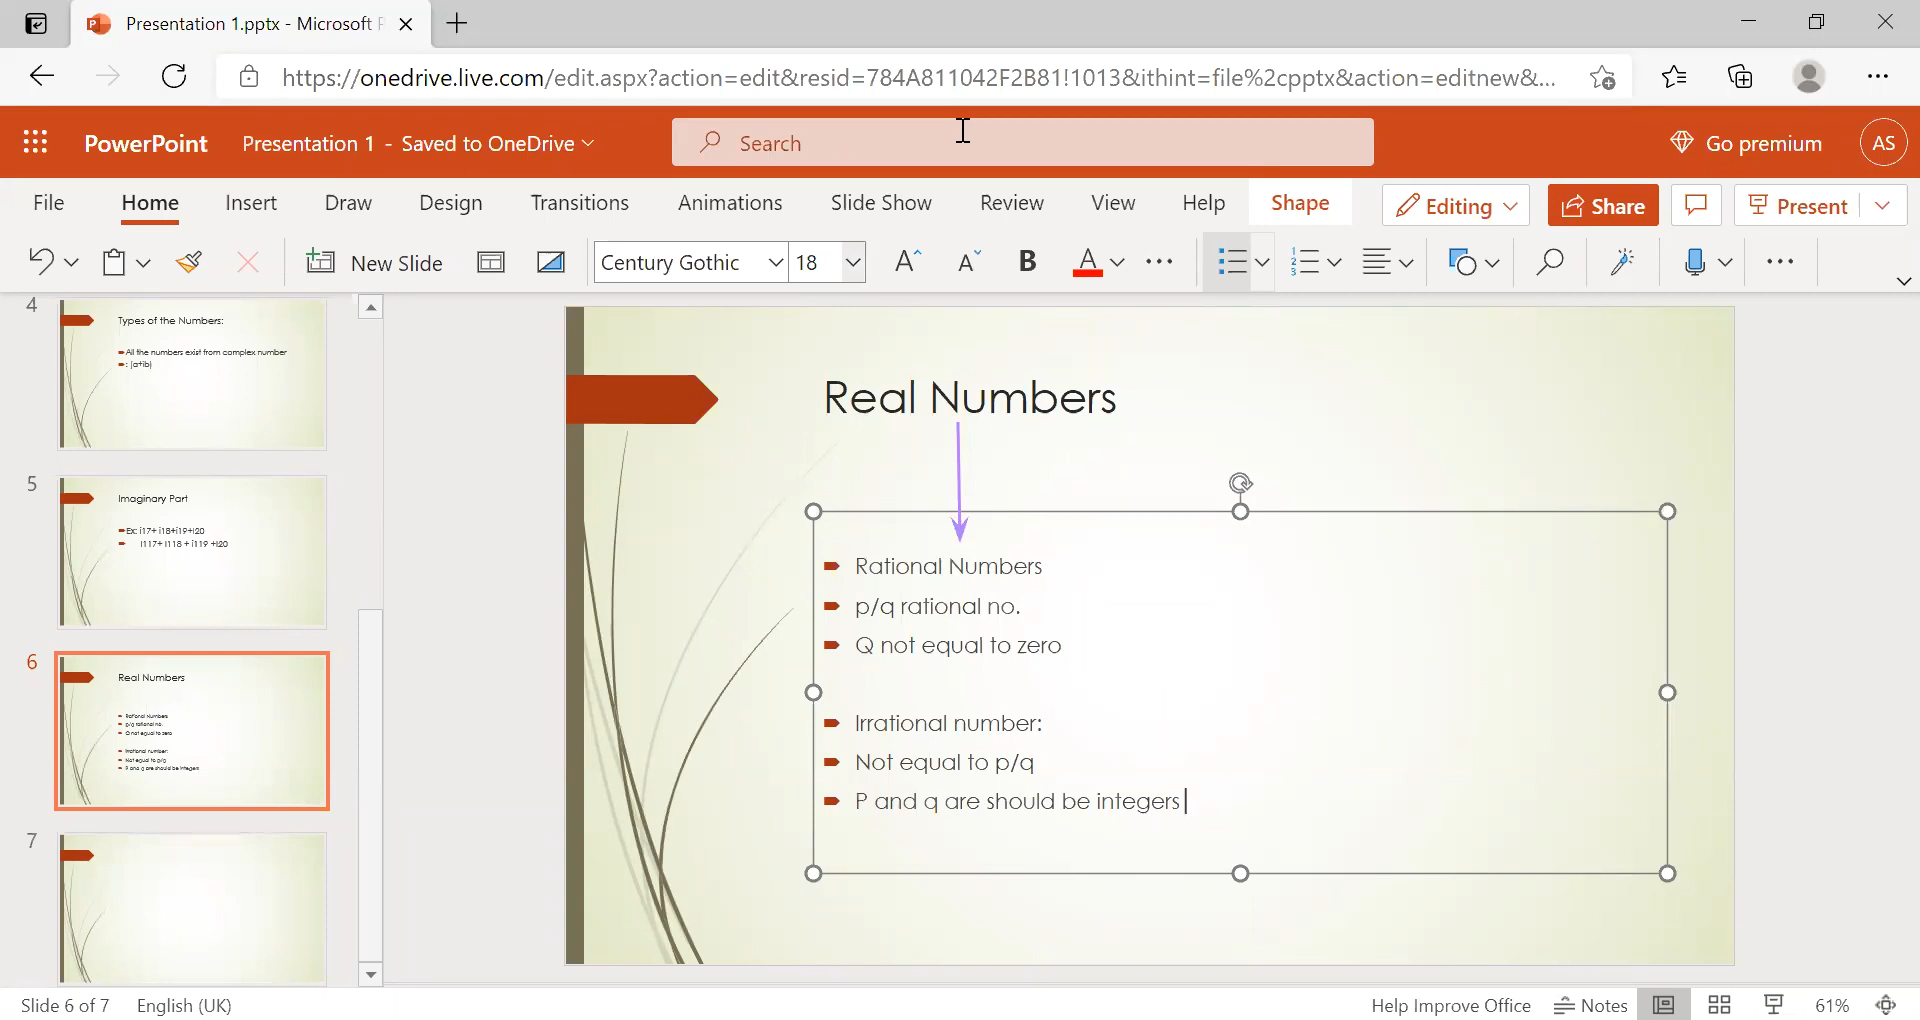 Presentation 1.pptx - Microsoft P
https://onedrive.live.com/edit.aspx?action=edit&resid=784A811042F2B81!1013&ithint=file%2cpptx&action=editnew&...
PowerPoint Presentation 1 - Saved to OneDrive Search Go premium AS
File Home Insert Draw Design Transitions Animations Slide Show Review View Help Shape Editing Share Present
New Slide Century Gothic 18 A A B A
4
Types of the Numbers:
All the numbers exist from complex number
: (a+ib)
5
Imaginary Part
Ex: i17+ i18+i19+i20
i117+i118 + i119 +i20
6
Real Numbers
Rational Numbers
p/q rational no.
Q not equal to zero
Irrational number:
Not equal to p/q
P and q are should be integers
7
Real Numbers
Rational Numbers
p/q rational no.
Q not equal to zero
Irrational number:
Not equal to p/q
P and q are should be integers
Slide 6 of 7 English (UK) Help Improve Office Notes 61%